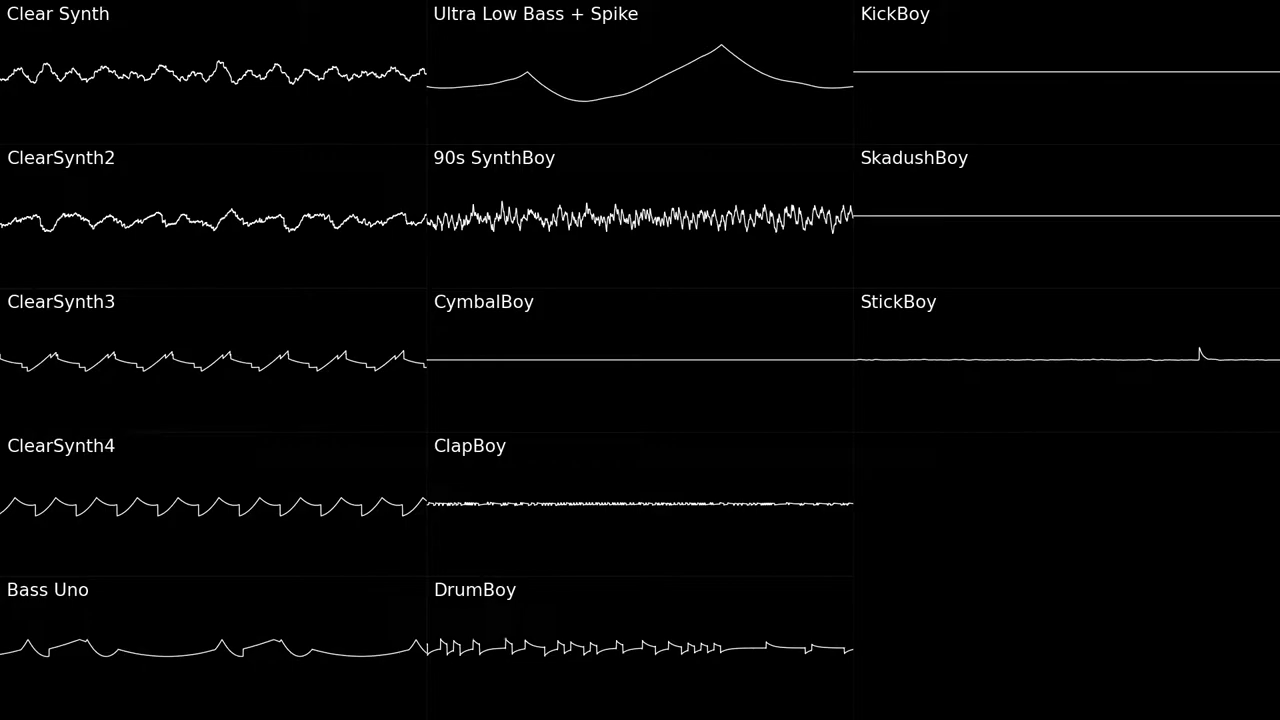 Clear Synth
Ultra Low Bass + Spike
KickBoy
ClearSynth2
90s SynthBoy
SkadushBoy
ClearSynth3
CymbalBoy
StickBoy
ClearSynth4
ClapBoy
Bass Uno
DrumBoy